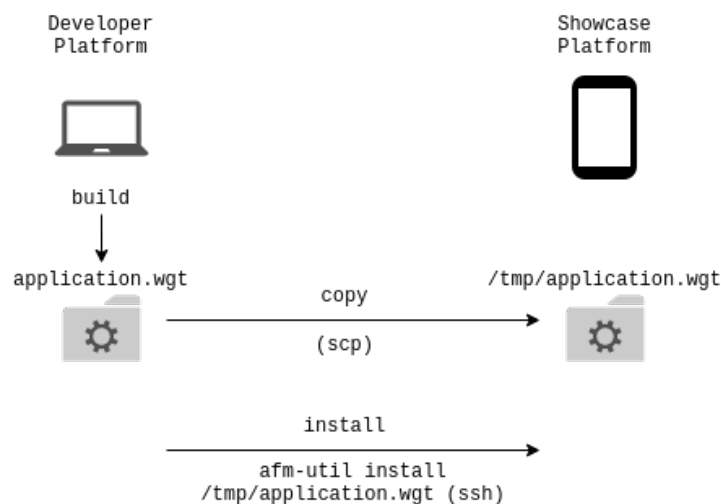 Developer
Platform
Showcase
Platform
build
application.wgt
/tmp/application.wgt
copy
(scp)
install
afm-util install
/tmp/application.wgt (ssh)